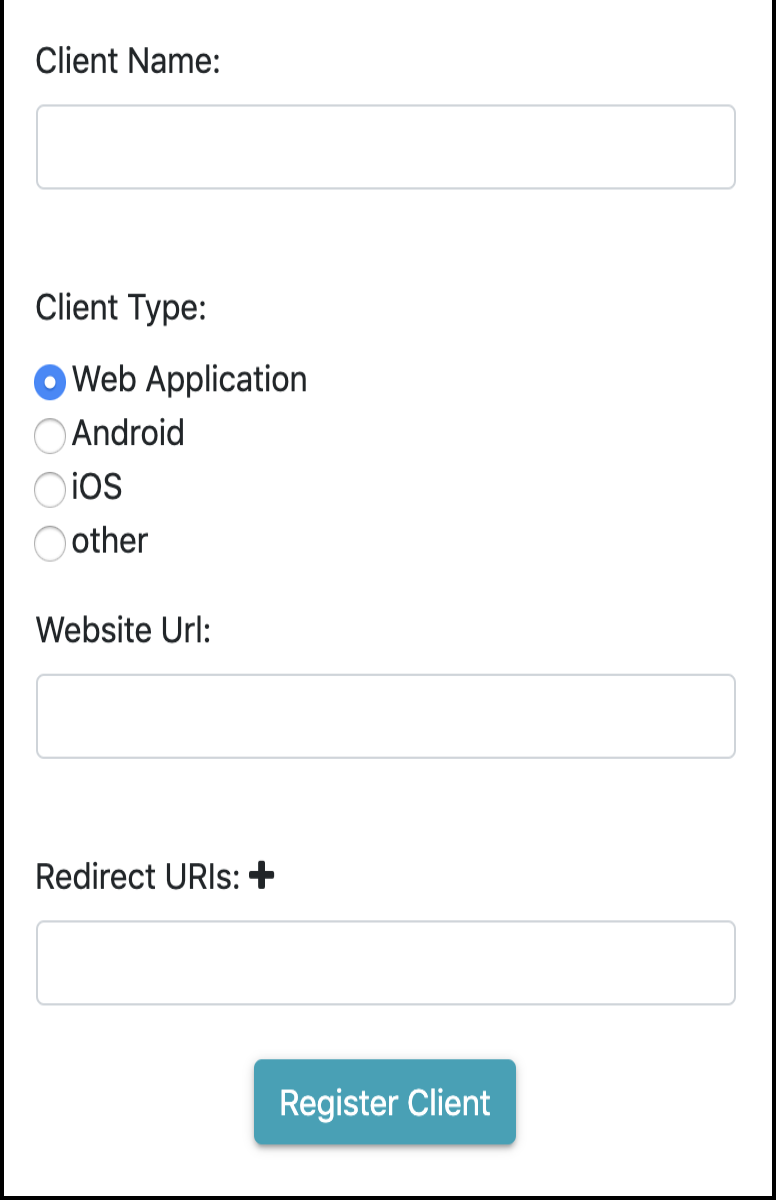 Client Name:
Client Type:
Web Application
Android
iOS
other
Website Url:
Redirect URIs:
Register Client